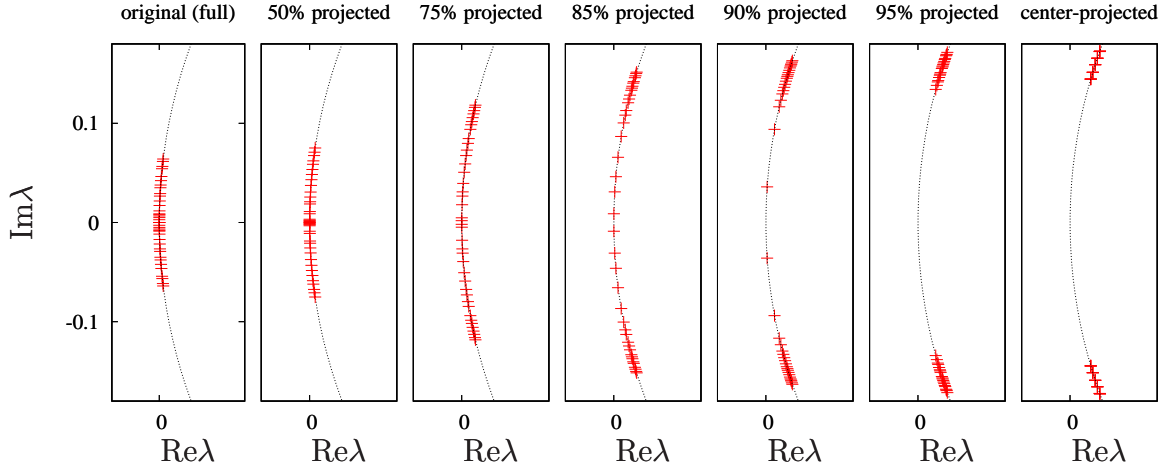 original (full) 50% projected 75% projected 85% projected 90% projected 95% projected center-projected
0.1
0
-0.1
Imλ
0 0 0 0 0 0 0
Reλ Reλ Reλ Reλ Reλ Reλ Reλ